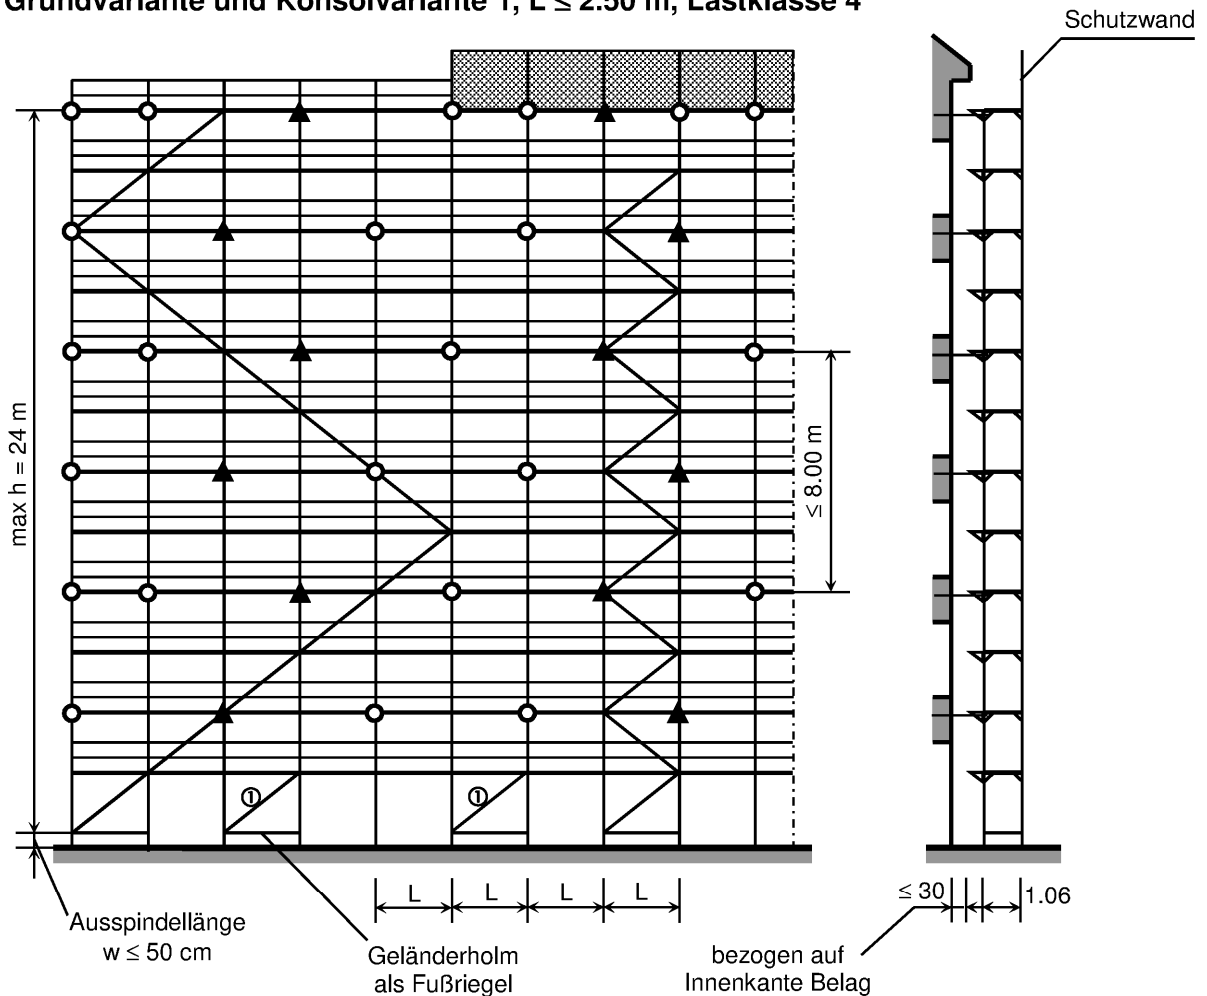 Grundvariante und Konsolvariante 1, L ≤ 2.50 m, Lastklasse 4
Schutzwand
max h = 24 m
≤ 8.00 m
①
①
L
L
L
L
≤ 30
1.06
Ausspindellänge
w ≤ 50 cm
Geländerholm
als Fußriegel
bezogen auf
Innenkante Belag